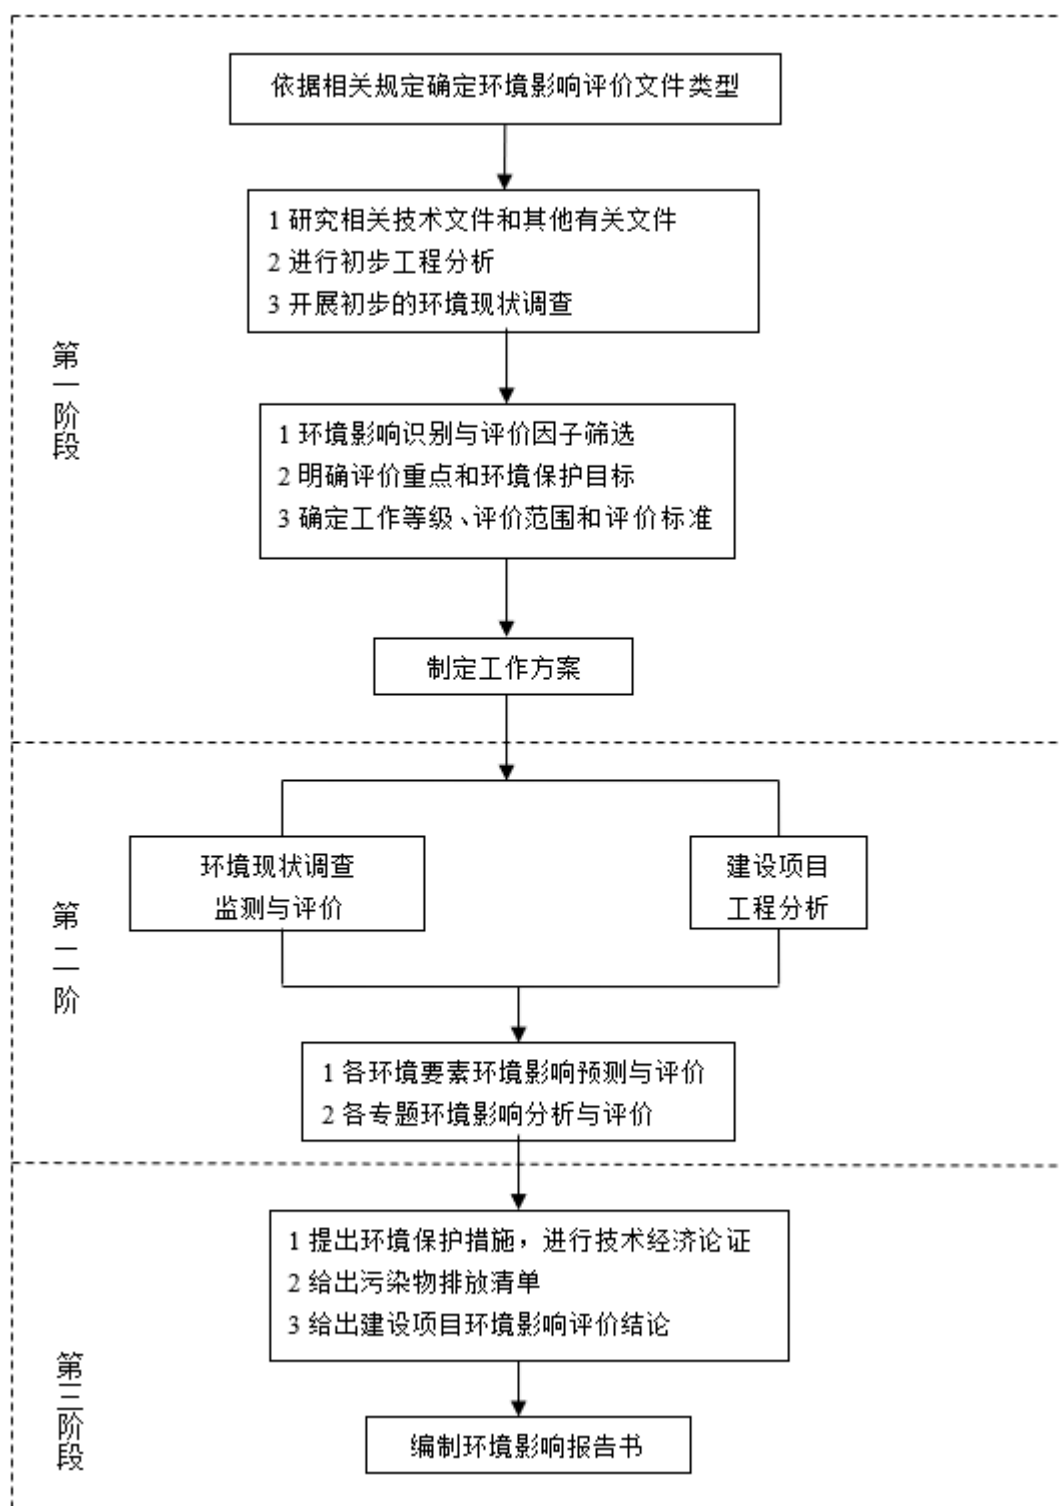 依据相关规定确定环境影响评价文件类型
1 研究相关技术文件和其他有关文件
2 进行初步工程分析
3 开展初步的环境现状调查
第一阶段
1 环境影响识别与评价因子筛选
2 明确评价重点和环境保护目标
3 确定工作等级、评价范围和评价标准
制定工作方案
环境现状调查
监测与评价
建设项目
工程分析
第二阶
1 各环境要素环境影响预测与评价
2 各专题环境影响分析与评价
1 提出环境保护措施，进行技术经济论证
2 给出污染物排放清单
3 给出建设项目环境影响评价结论
第三阶段
编制环境影响报告书